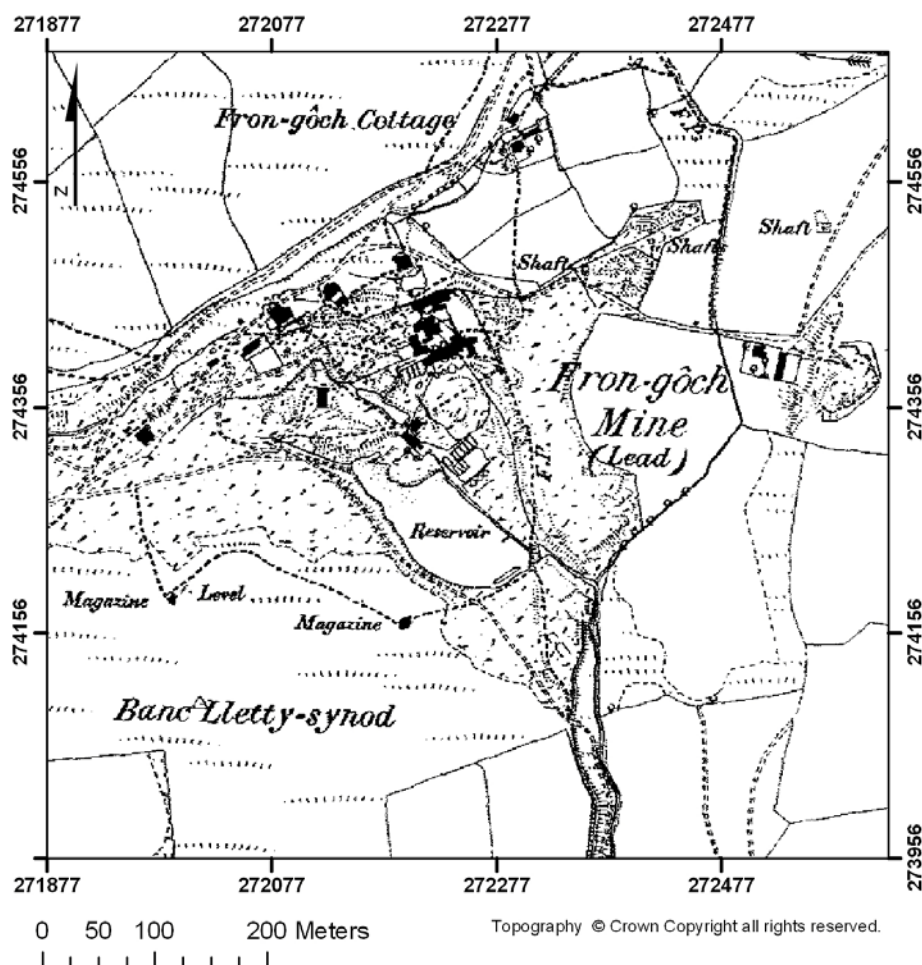 271877 272077 272277 272477
Fron-gôch Cottage
N
274556 274556
Shaft
Shaft Shaft
Fron-gôch
Mine
(Lead)
274356 274356
F.P.
Reservoir
Magazine Level
Magazine
274156 274156
Banc Lletty-synod
273956 273956
271877 272077 272277 272477
0 50 100 200 Meters
Topography © Crown Copyright all rights reserved.